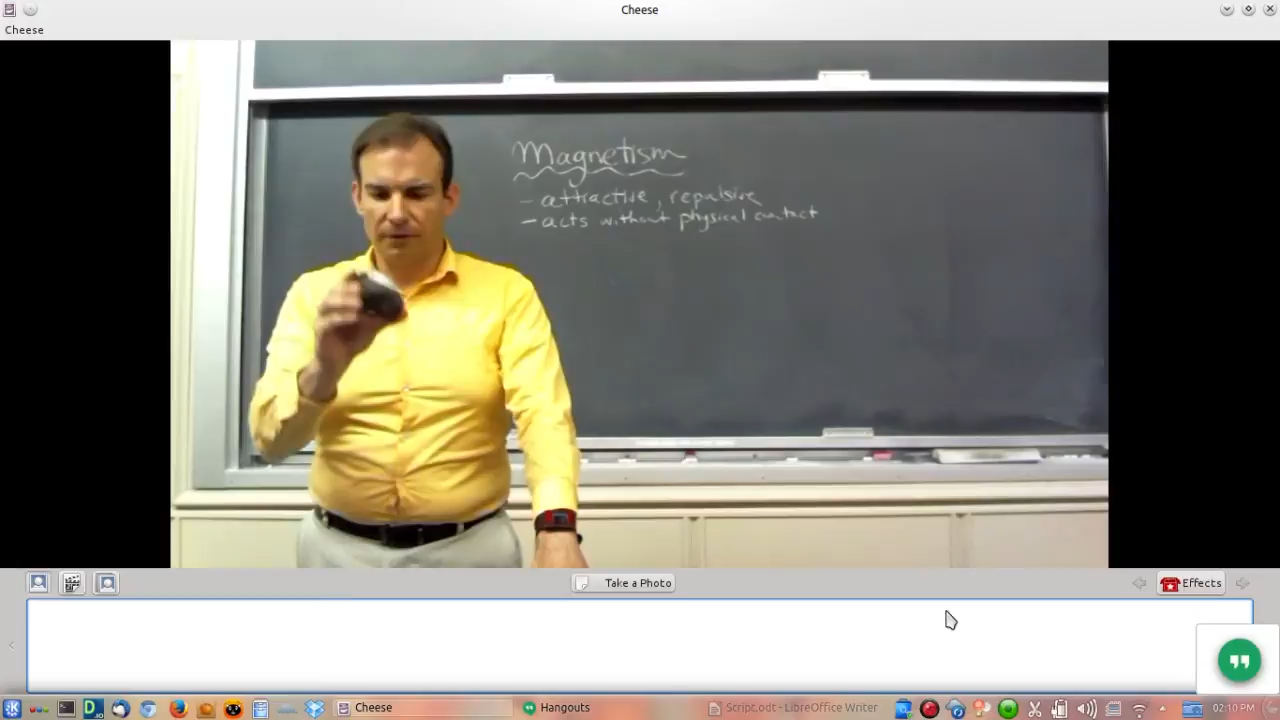 Cheese
Cheese
Magnetism
- attractive, repulsive
- acts without physical contact
Take a Photo
Effects
Cheese
Hangouts
Script.odt - LibreOffice Writer
02:10 PM